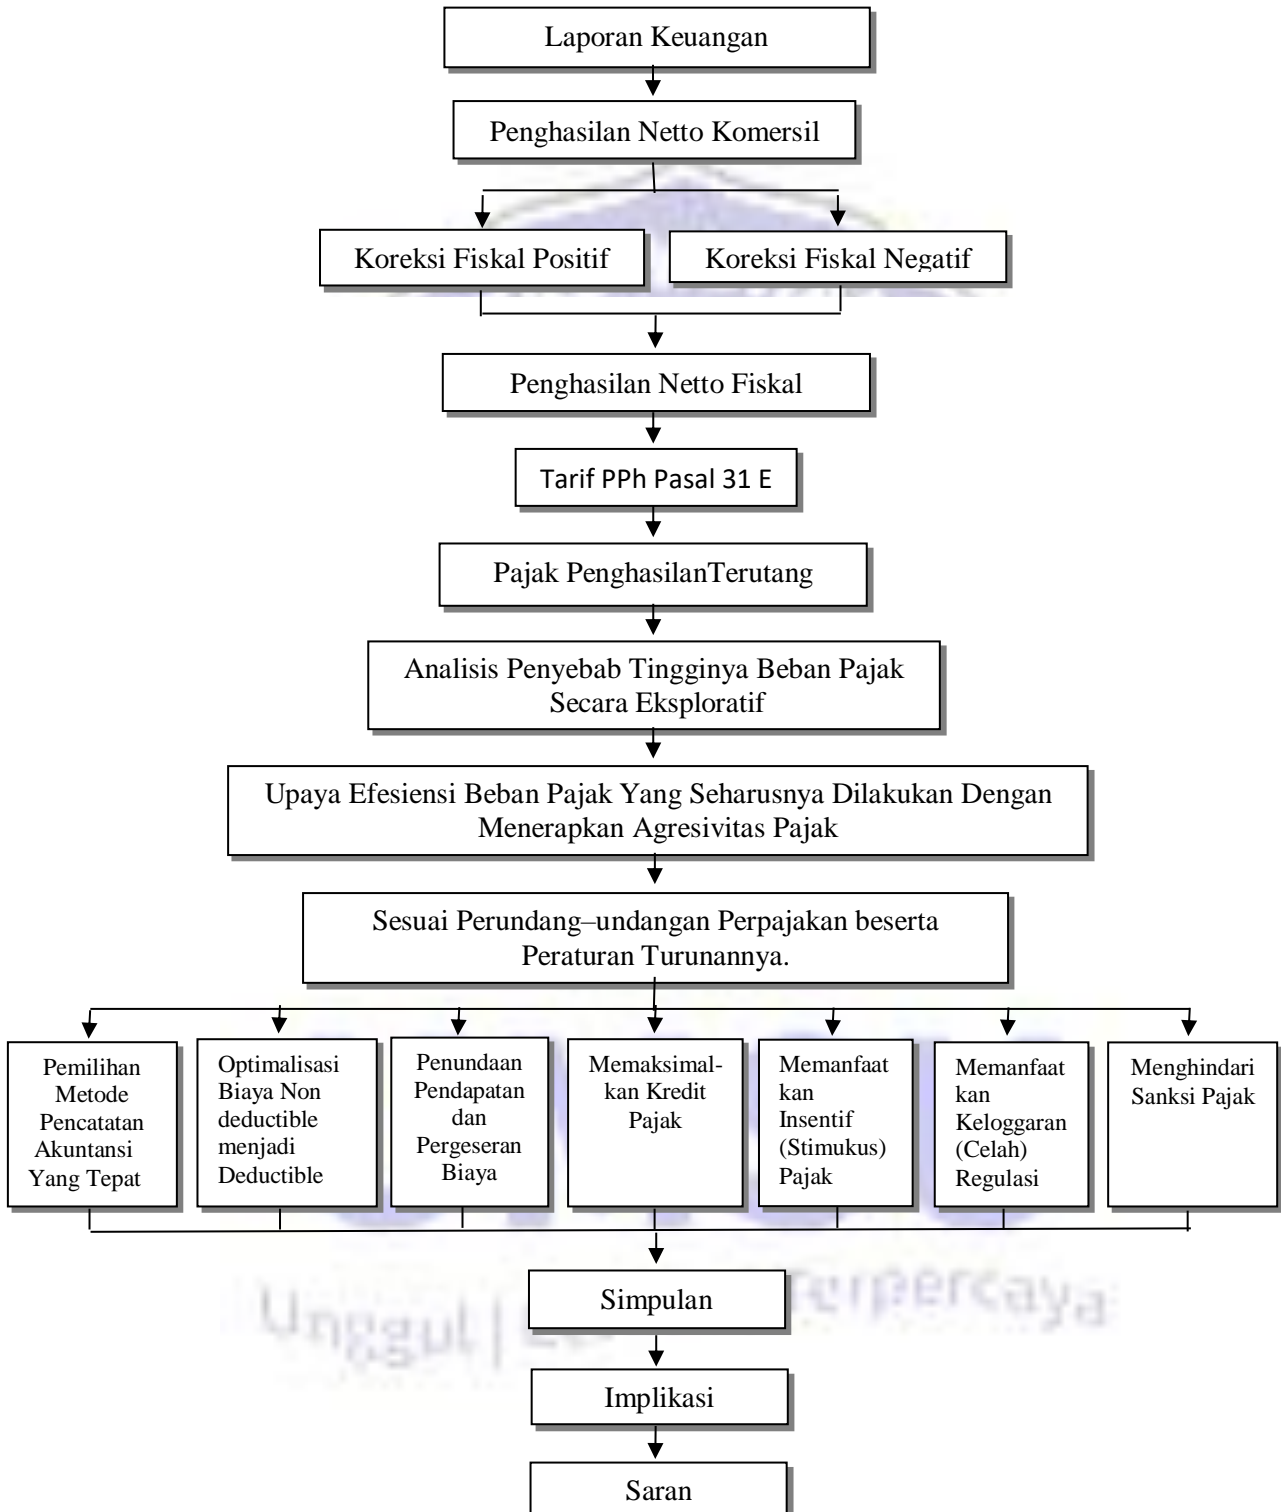 Laporan Keuangan
Penghasilan Netto Komersil
Koreksi Fiskal Positif
Koreksi Fiskal Negatif
Penghasilan Netto Fiskal
Tarif PPh Pasal 31 E
Pajak PenghasilanTerutang
Analisis Penyebab Tingginya Beban Pajak
Secara Eksploratif
Upaya Efesiensi Beban Pajak Yang Seharusnya Dilakukan Dengan
Menerapkan Agresivitas Pajak
Sesuai Perundang–undangan Perpajakan beserta
Peraturan Turunannya.
Pemilihan
Metode
Pencatatan
Akuntansi
Yang Tepat
Optimalisasi
Biaya Non
deductible
menjadi
Deductible
Penundaan
Pendapatan
dan
Pergeseran
Biaya
Memaksimal-
kan Kredit
Pajak
Memanfaat
kan
Insentif
(Stimukus)
Pajak
Memanfaat
kan
Keloggaran
(Celah)
Regulasi
Menghindari
Sanksi Pajak
Simpulan
Unggul | Terpercaya
Implikasi
Saran